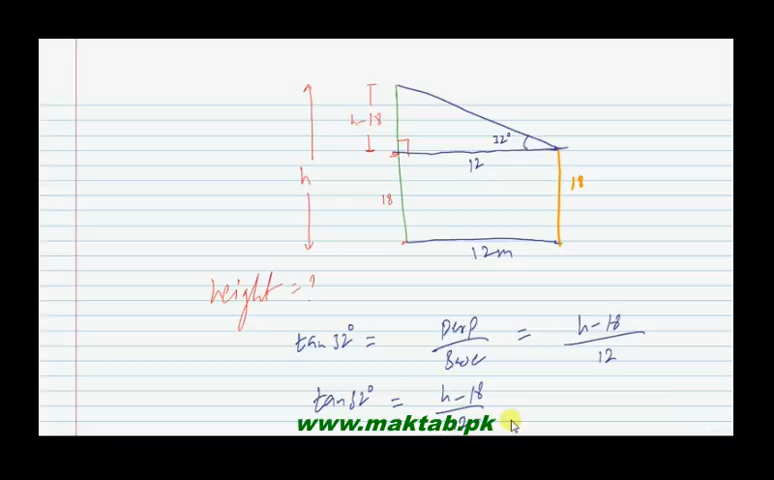 h-18
32°
12
h
18
18
12m
height = ?
tan 32° = perp / Base = h-18 / 12
tan 32° = h-18
www.maktab.pk